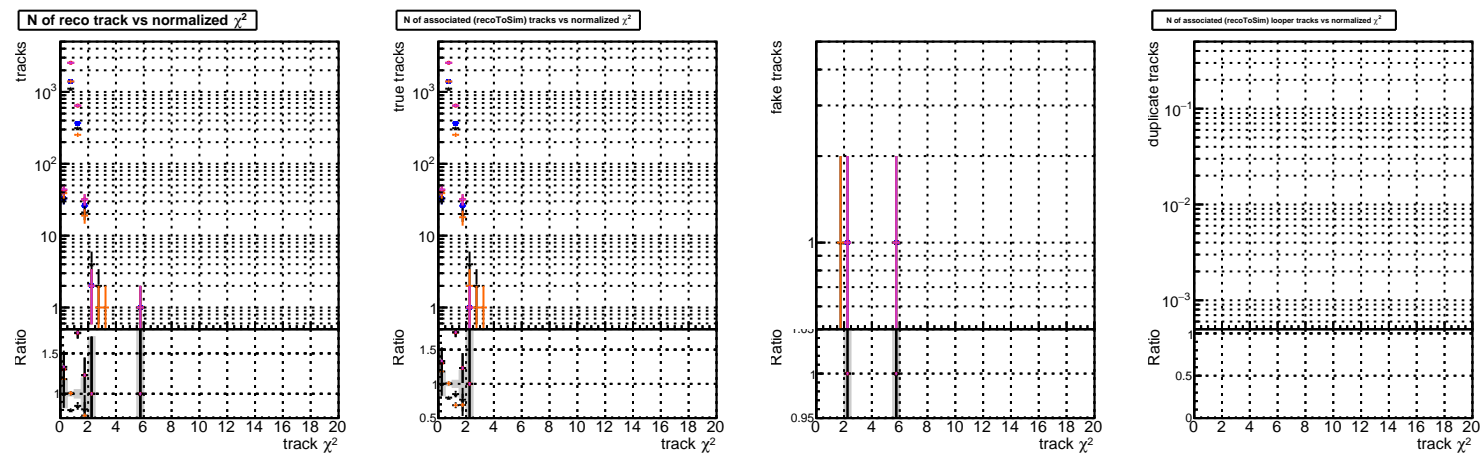 N of reco track vs normalized χ²
tracks
10³
10²
10
1
Ratio
1.5
1
0 2 4 6 8 10 12 14 16 18 20
track χ²
N of associated (recoToSim) tracks vs normalized χ²
true tracks
10³
10²
10
1
Ratio
1.5
1
0.5
0 2 4 6 8 10 12 14 16 18 20
track χ²
fake tracks
1
Ratio
1.05
1
0.95
0 2 4 6 8 10 12 14 16 18 20
track χ²
N of associated (recoToSim) looper tracks vs normalized χ²
duplicate tracks
10⁻¹
10⁻²
10⁻³
Ratio
1
0.5
0
0 2 4 6 8 10 12 14 16 18 20
track χ²